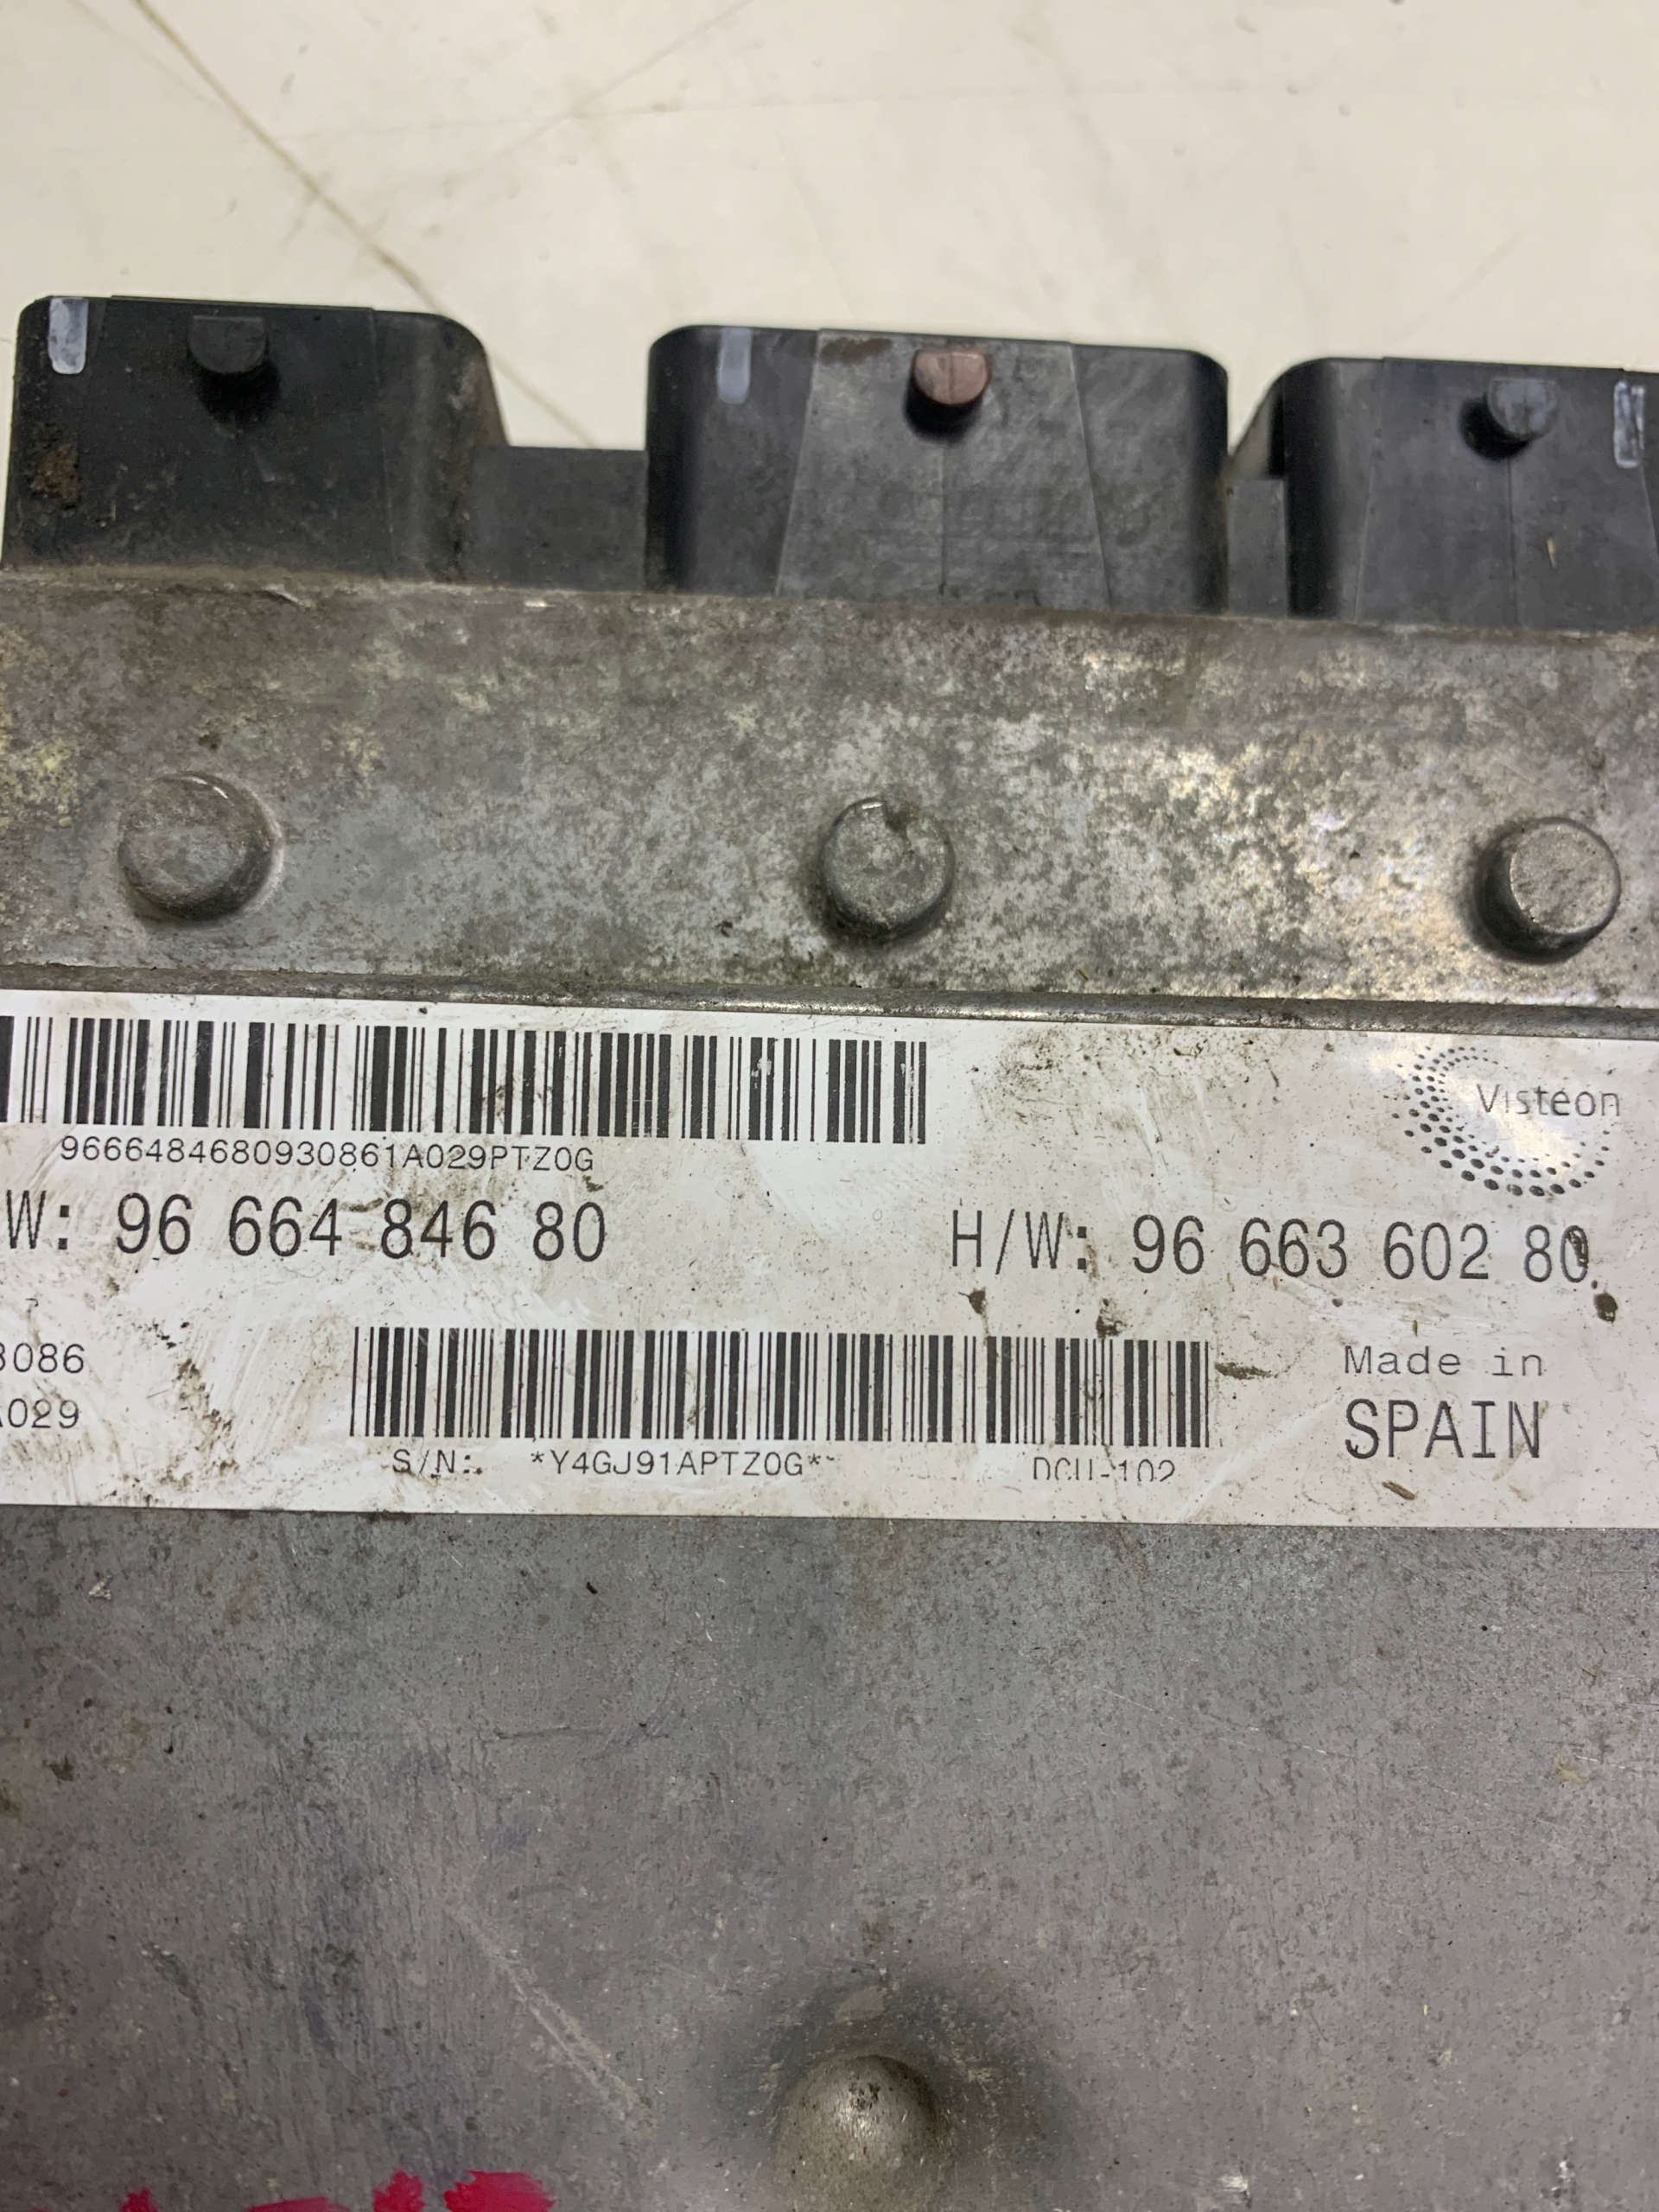 Visteon
9666484680930861A029PTZ0G
W: 96 664 846 80
H/W: 96 663 602 80
3086
A029
Made in
SPAIN
S/N: *Y4GJ91APTZ0G*
DCU-102